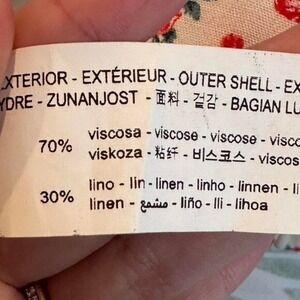 EXTERIOR - EXTÉRIEUR - OUTER SHELL - EX
YDRE - ZUNANJOST - 面料 - 겉감 - BAGIAN LU
70% viscosa - viscose - viscose - visco
viskoza - 粘纤 - 비스코스 - viscos
30% lino - lin - linen - linho - linnen - li
linen - مشمع - liño - lli - lihoa